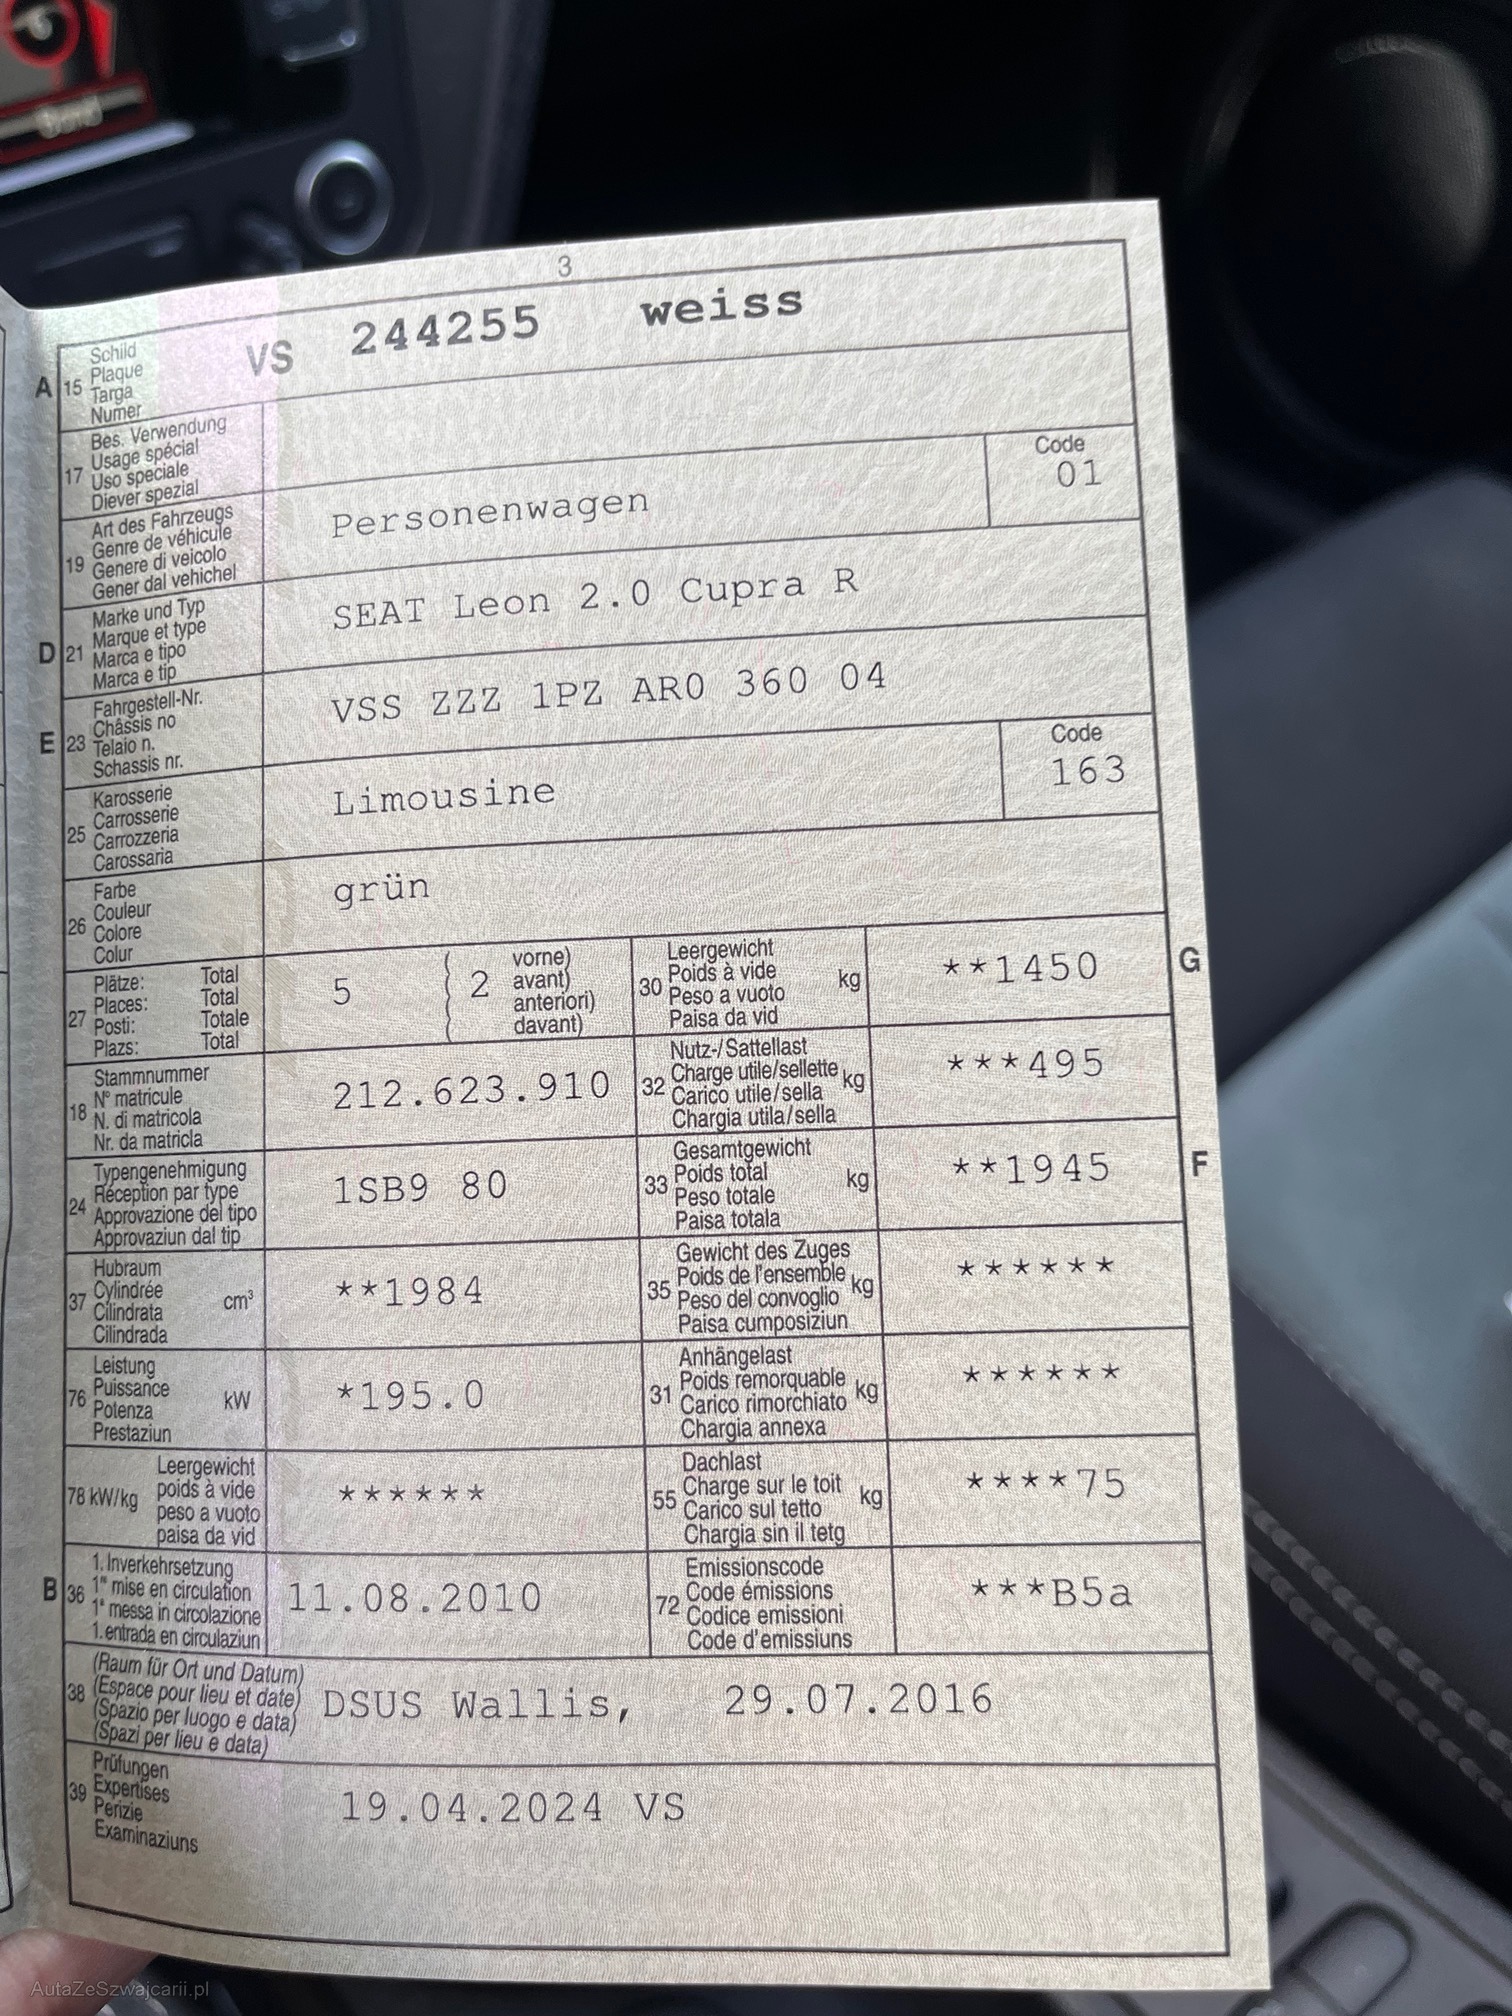 3
A 15 Schild
Plaque
Targa
Numer
VS 244255 weiss
17 Bes. Verwendung
Usage spécial
Uso speciale
Diever spezial
19 Art des Fahrzeugs
Genre de véhicule
Genere di veicolo
Gener dal vehichel
Personenwagen
Code
01
D 21 Marke und Typ
Marque et type
Marca e tipo
Marca e tip
SEAT Leon 2.0 Cupra R
E 23 Fahrgestell-Nr.
Châssis no
Telaio n.
Schassis nr.
VSS ZZZ 1PZ AR0 360 04
25 Karosserie
Carrosserie
Carrozzeria
Carossaria
Limousine
Code
163
26 Farbe
Couleur
Colore
Colur
grün
27 Plätze: Total
Places: Total
Posti: Totale
Plazs: Total
5 { 2 vorne)
avant)
anteriori)
davant)
30 Leergewicht
Poids à vide kg
Peso a vuoto
Paisa da vid
**1450 G
18 Stammnummer
N° matricule
N. di matricola
Nr. da matricla
212.623.910
32 Nutz-/Sattellast
Charge utile/sellette kg
Carico utile/sella
Chargia utila/sella
***495
24 Typengenehmigung
Réception par type
Approvazione del tipo
Approvaziun dal tip
1SB9 80
33 Gesamtgewicht
Poids total kg
Peso totale
Paisa totala
**1945 F
37 Hubraum
Cylindrée cm³
Cilindrata
Cilindrada
**1984
35 Gewicht des Zuges
Poids de l'ensemble kg
Peso del convoglio
Paisa cumposiziun
******
76 Leistung
Puissance kW
Potenza
Prestaziun
*195.0
31 Anhängelast
Poids remorquable kg
Carico rimorchiato
Chargia annexa
******
78 kW/kg Leergewicht
poids à vide
peso a vuoto
paisa da vid
******
55 Dachlast
Charge sur le toit kg
Carico sul tetto
Chargia sin il tetg
****75
B 36 1. Inverkehrsetzung
1re mise en circulation
1a messa in circolazione
1. entrada en circulaziun
11.08.2010
72 Emissionscode
Code émissions
Codice emissioni
Code d'emissiuns
***B5a
38 (Raum für Ort und Datum)
(Espace pour lieu et date)
(Spazio per luogo e data)
(Spazi per lieu e data)
DSUS Wallis, 29.07.2016
39 Prüfungen
Expertises
Perizie
Examinaziuns
19.04.2024 VS
AutaZeSzwajcarii.pl